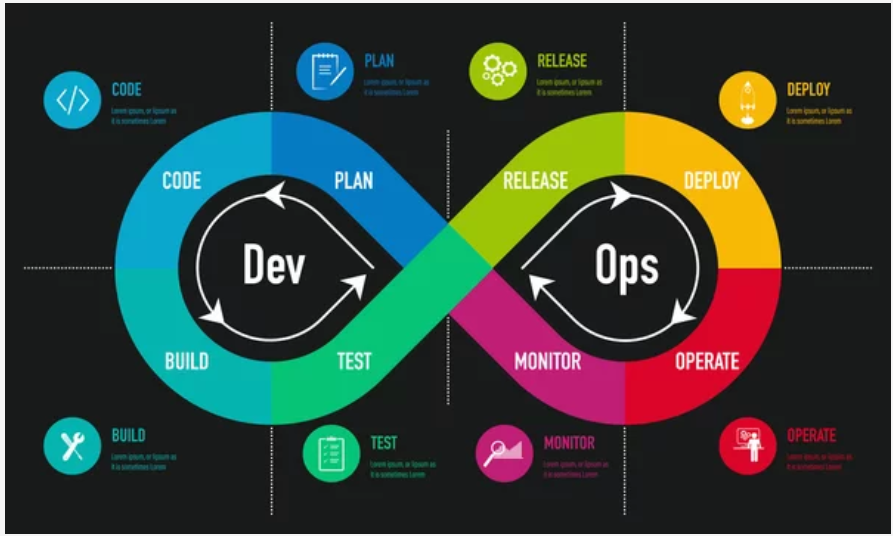 PLAN
Lorem ipsum, or lipsum as
it is sometimes Lorem
RELEASE
Lorem ipsum, or lipsum as
it is sometimes Lorem
CODE
Lorem ipsum, or lipsum as
it is sometimes Lorem
DEPLOY
Lorem ipsum, or lipsum as
it is sometimes Lorem
CODE
PLAN
RELEASE
DEPLOY
Dev
Ops
BUILD
TEST
MONITOR
OPERATE
BUILD
Lorem ipsum, or lipsum as
it is sometimes Lorem
TEST
Lorem ipsum, or lipsum as
it is sometimes Lorem
MONITOR
Lorem ipsum, or lipsum as
it is sometimes Lorem
OPERATE
Lorem ipsum, or lipsum as
it is sometimes Lorem